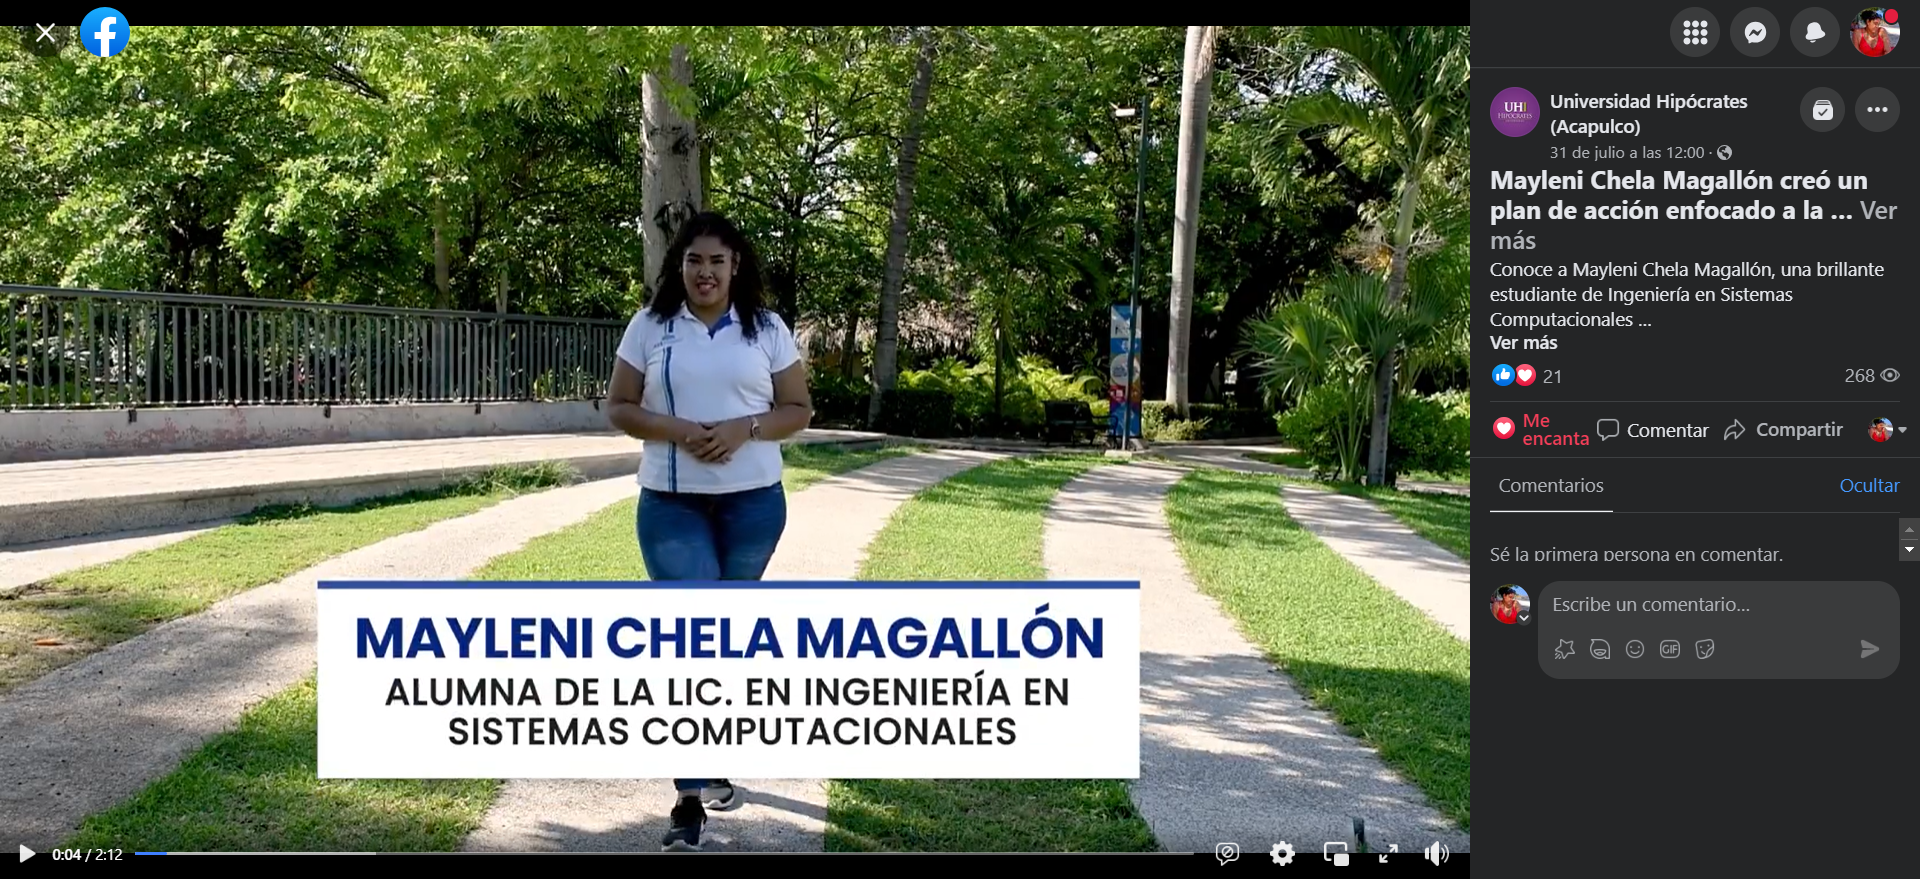 MAYLENI CHELA MAGALLÓN
ALUMNA DE LA LIC. EN INGENIERÍA EN
SISTEMAS COMPUTACIONALES
0:04 / 2:12
UH
HIPÓCRATES
Universidad Hipócrates
(Acapulco)
31 de julio a las 12:00 ·
Mayleni Chela Magallón creó un
plan de acción enfocado a la ... Ver
más
Conoce a Mayleni Chela Magallón, una brillante
estudiante de Ingeniería en Sistemas
Computacionales ...
Ver más
21
268
Me
encanta
Comentar
Compartir
Comentarios
Ocultar
Sé la primera persona en comentar.
Escribe un comentario...
GIF